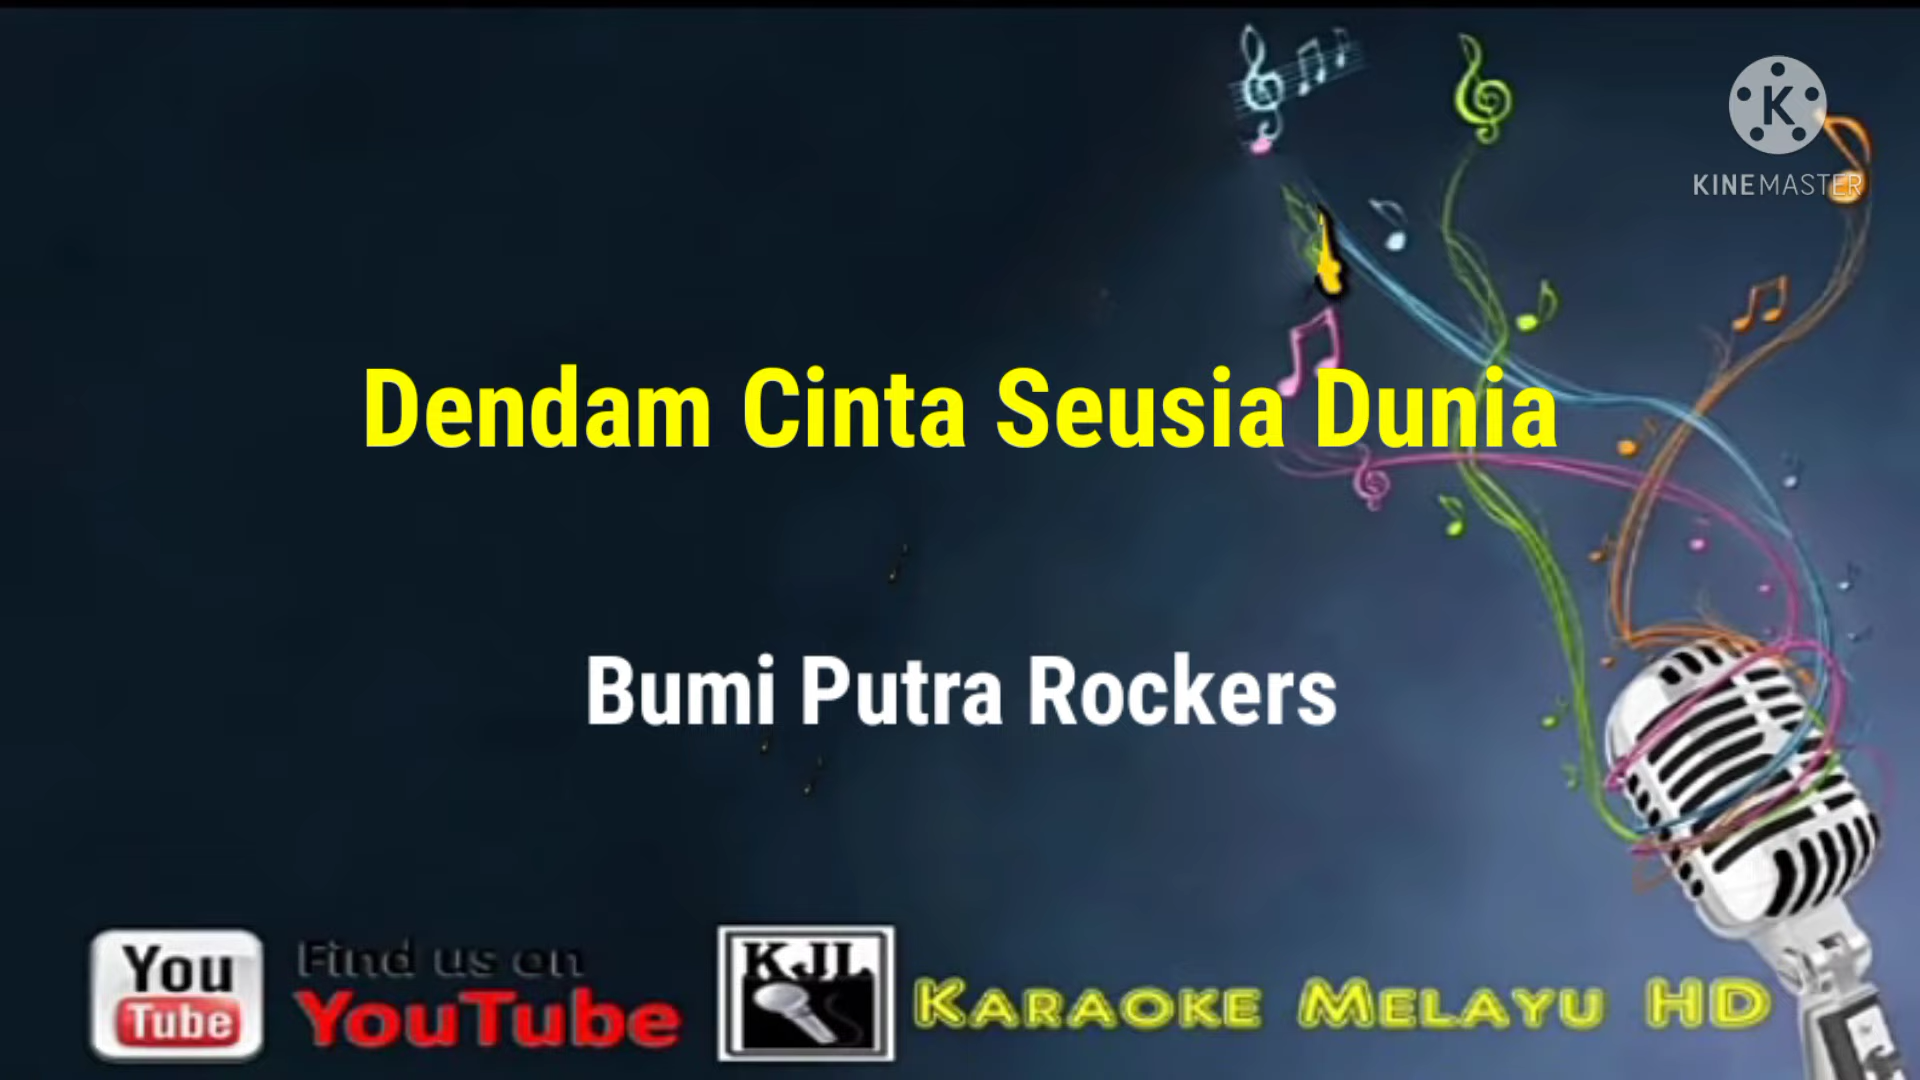 K
KINEMASTER
Dendam Cinta Seusia Dunia
Bumi Putra Rockers
You
Tube
Find us on
YouTube
KJL
KARAOKE MELAYU HD